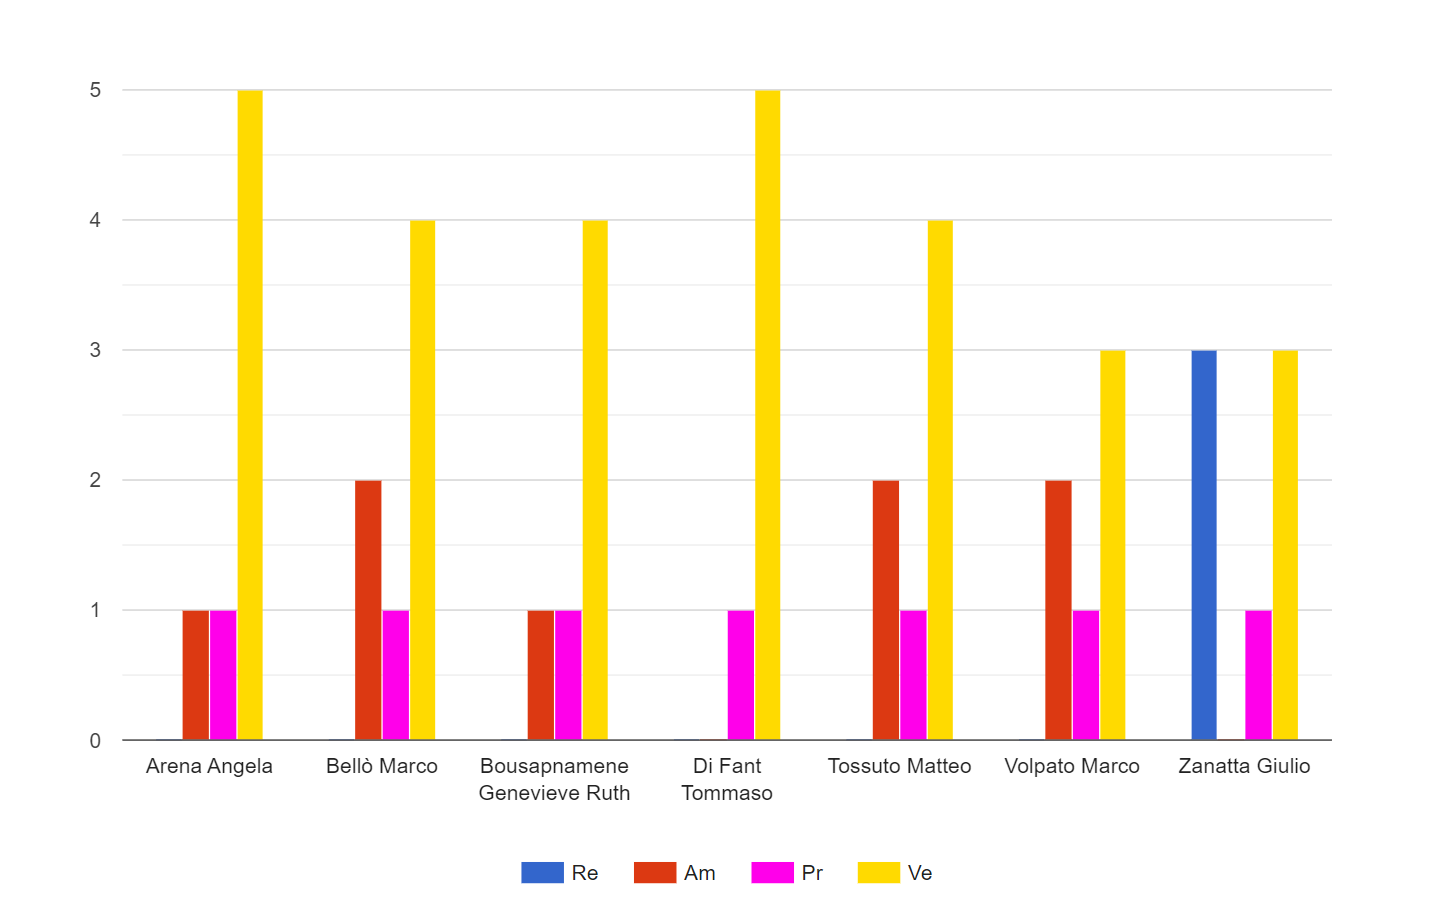 5
4
3
2
1
0
Arena Angela
Bellò Marco
Bousapnamene
Genevieve Ruth
Di Fant
Tommaso
Tossuto Matteo
Volpato Marco
Zanatta Giulio
Re
Am
Pr
Ve